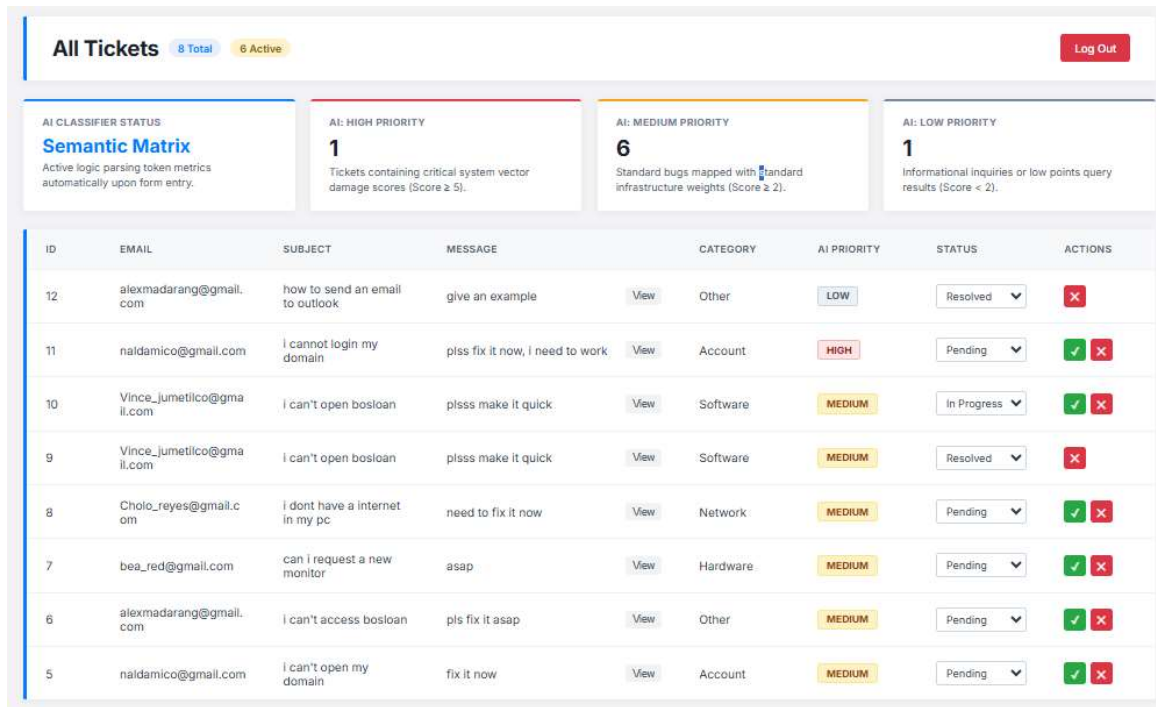 All Tickets 8 Total 6 Active Log Out
AI CLASSIFIER STATUS
Semantic Matrix
Active logic parsing token metrics
automatically upon form entry.
AI: HIGH PRIORITY
1
Tickets containing critical system vector
damage scores (Score ≥ 5).
AI: MEDIUM PRIORITY
6
Standard bugs mapped with standard
infrastructure weights (Score ≥ 2).
AI: LOW PRIORITY
1
Informational inquiries or low points query
results (Score < 2).
ID EMAIL SUBJECT MESSAGE CATEGORY AI PRIORITY STATUS ACTIONS
12 alexmadarang@gmail.com how to send an email to outlook give an example View Other LOW Resolved
11 naldamico@gmail.com i cannot login my domain plss fix it now, i need to work View Account HIGH Pending
10 Vince_jumetilco@gmail.com i can't open bosloan plsss make it quick View Software MEDIUM In Progress
9 Vince_jumetilco@gmail.com i can't open bosloan plsss make it quick View Software MEDIUM Resolved
8 Cholo_reyes@gmail.com i dont have a internet in my pc need to fix it now View Network MEDIUM Pending
7 bea_red@gmail.com can i request a new monitor asap View Hardware MEDIUM Pending
6 alexmadarang@gmail.com i can't access bosloan pls fix it asap View Other MEDIUM Pending
5 naldamico@gmail.com i can't open my domain fix it now View Account MEDIUM Pending